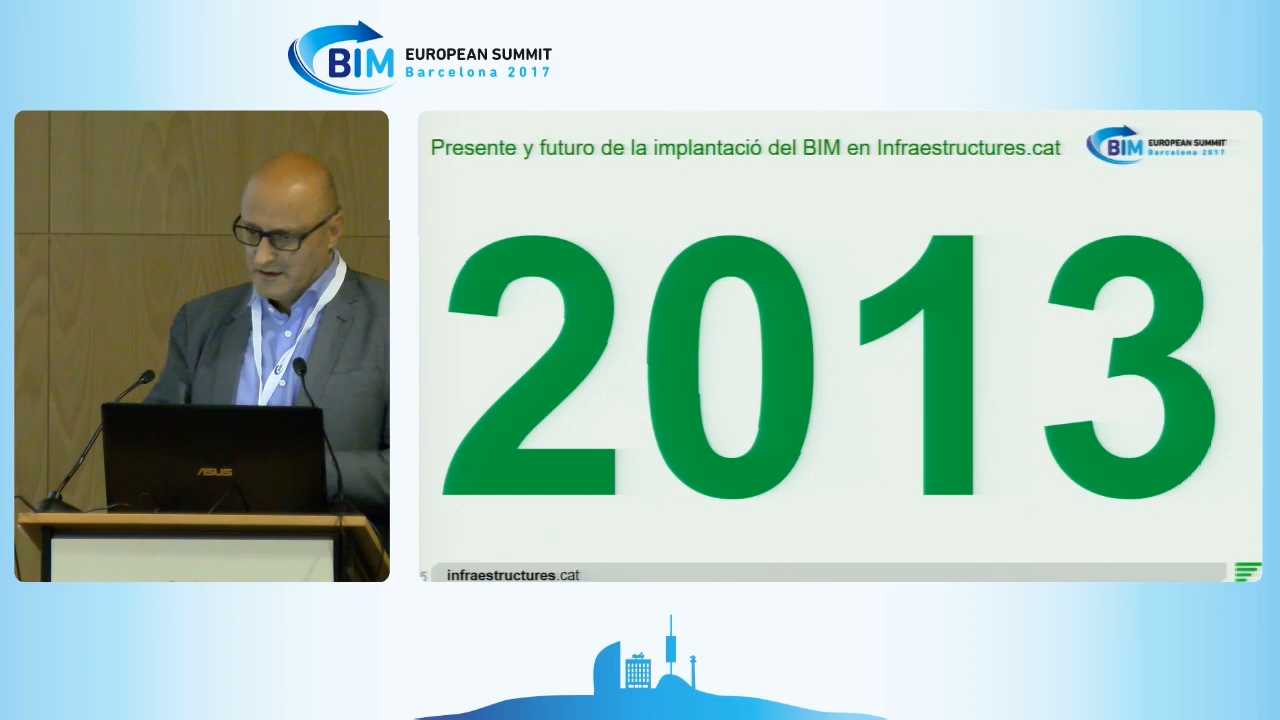 BIM EUROPEAN SUMMIT
Barcelona 2017
Presente y futuro de la implantació del BIM en Infraestructures.cat
BIM EUROPEAN SUMMIT
Barcelona 2017
2013
ASUS
5 infraestructures.cat